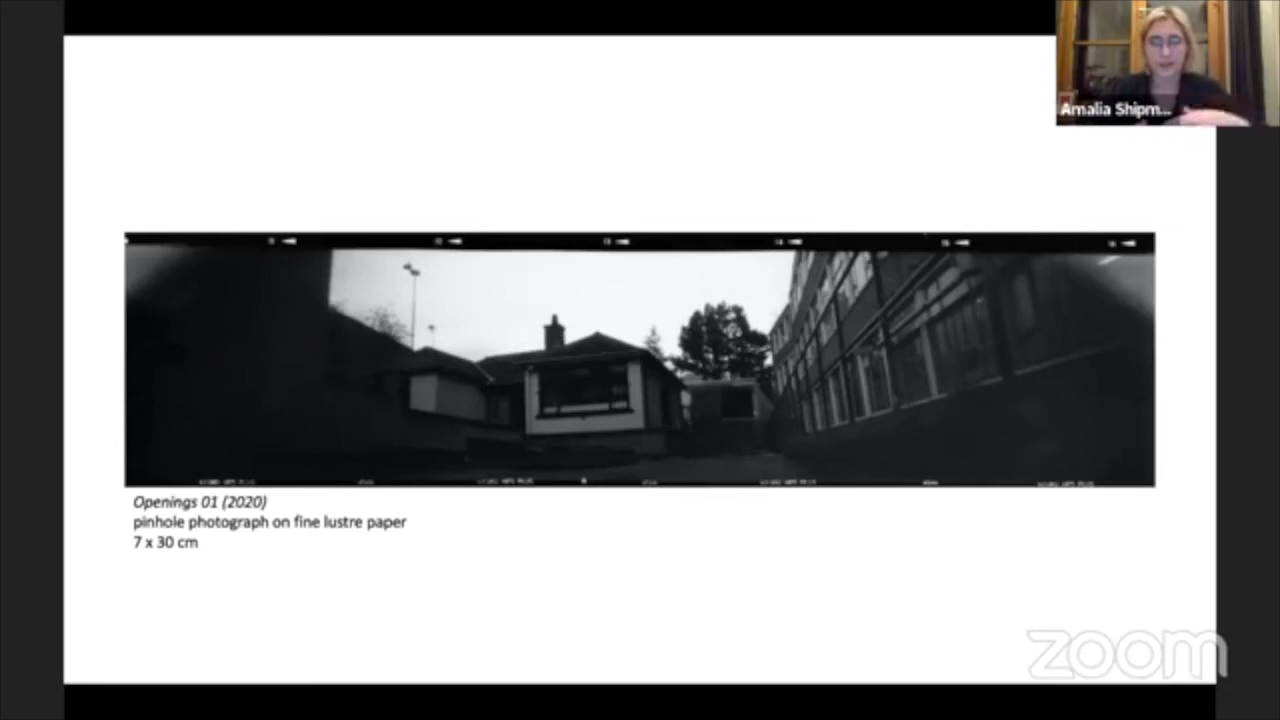 Amalia Shipm...
Openings 01 (2020)
pinhole photograph on fine lustre paper
7 x 30 cm
zoom